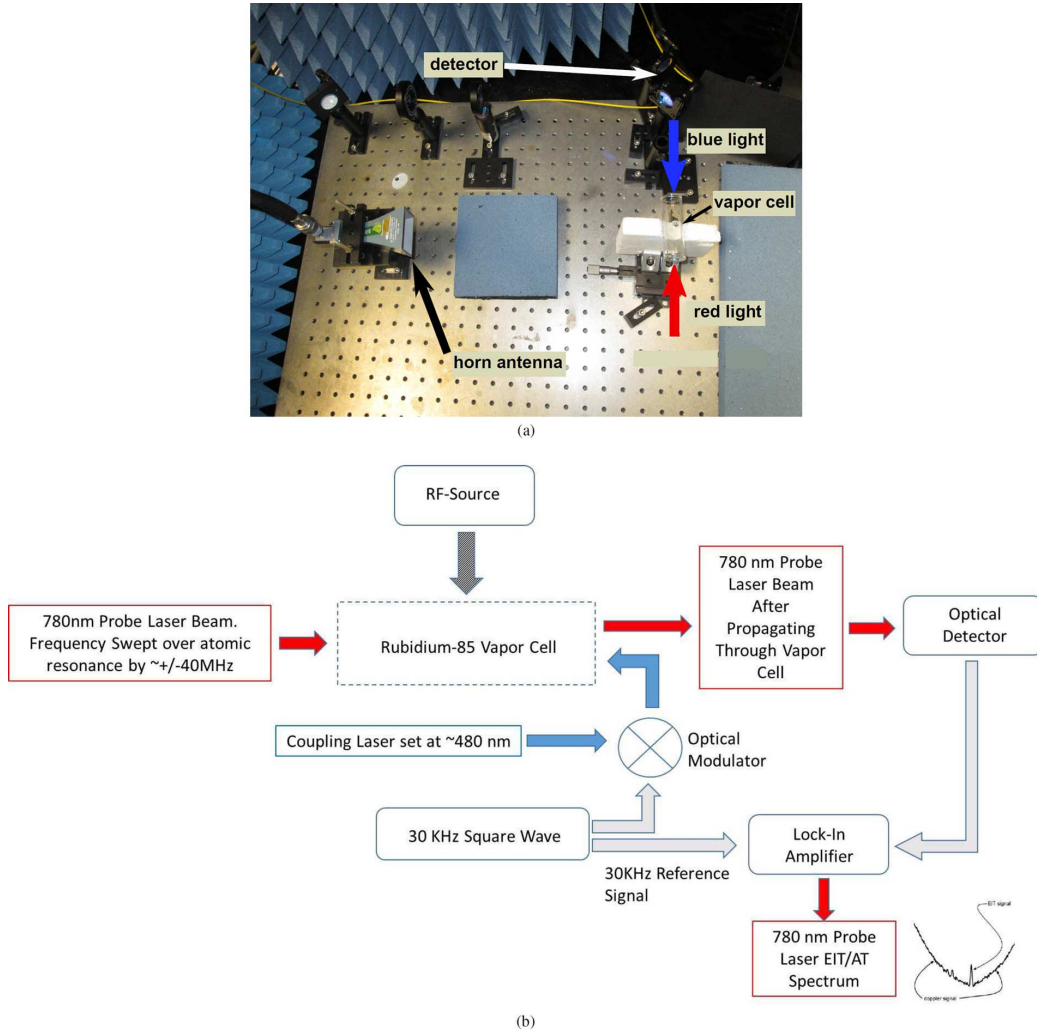 detector
blue light
vapor cell
red light
horn antenna
(a)
RF-Source
780nm Probe Laser Beam.
Frequency Swept over atomic
resonance by ~+/-40MHz
Rubidium-85 Vapor Cell
780 nm Probe
Laser Beam
After
Propagating
Through Vapor
Cell
Optical
Detector
Coupling Laser set at ~480 nm
Optical
Modulator
30 KHz Square Wave
30KHz Reference
Signal
Lock-In
Amplifier
780 nm Probe
Laser EIT/AT
Spectrum
EIT signal
doppler signal
(b)